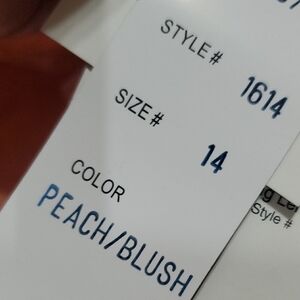 STYLE #
1614
SIZE #
14
COLOR
PEACH/BLUSH
Style #